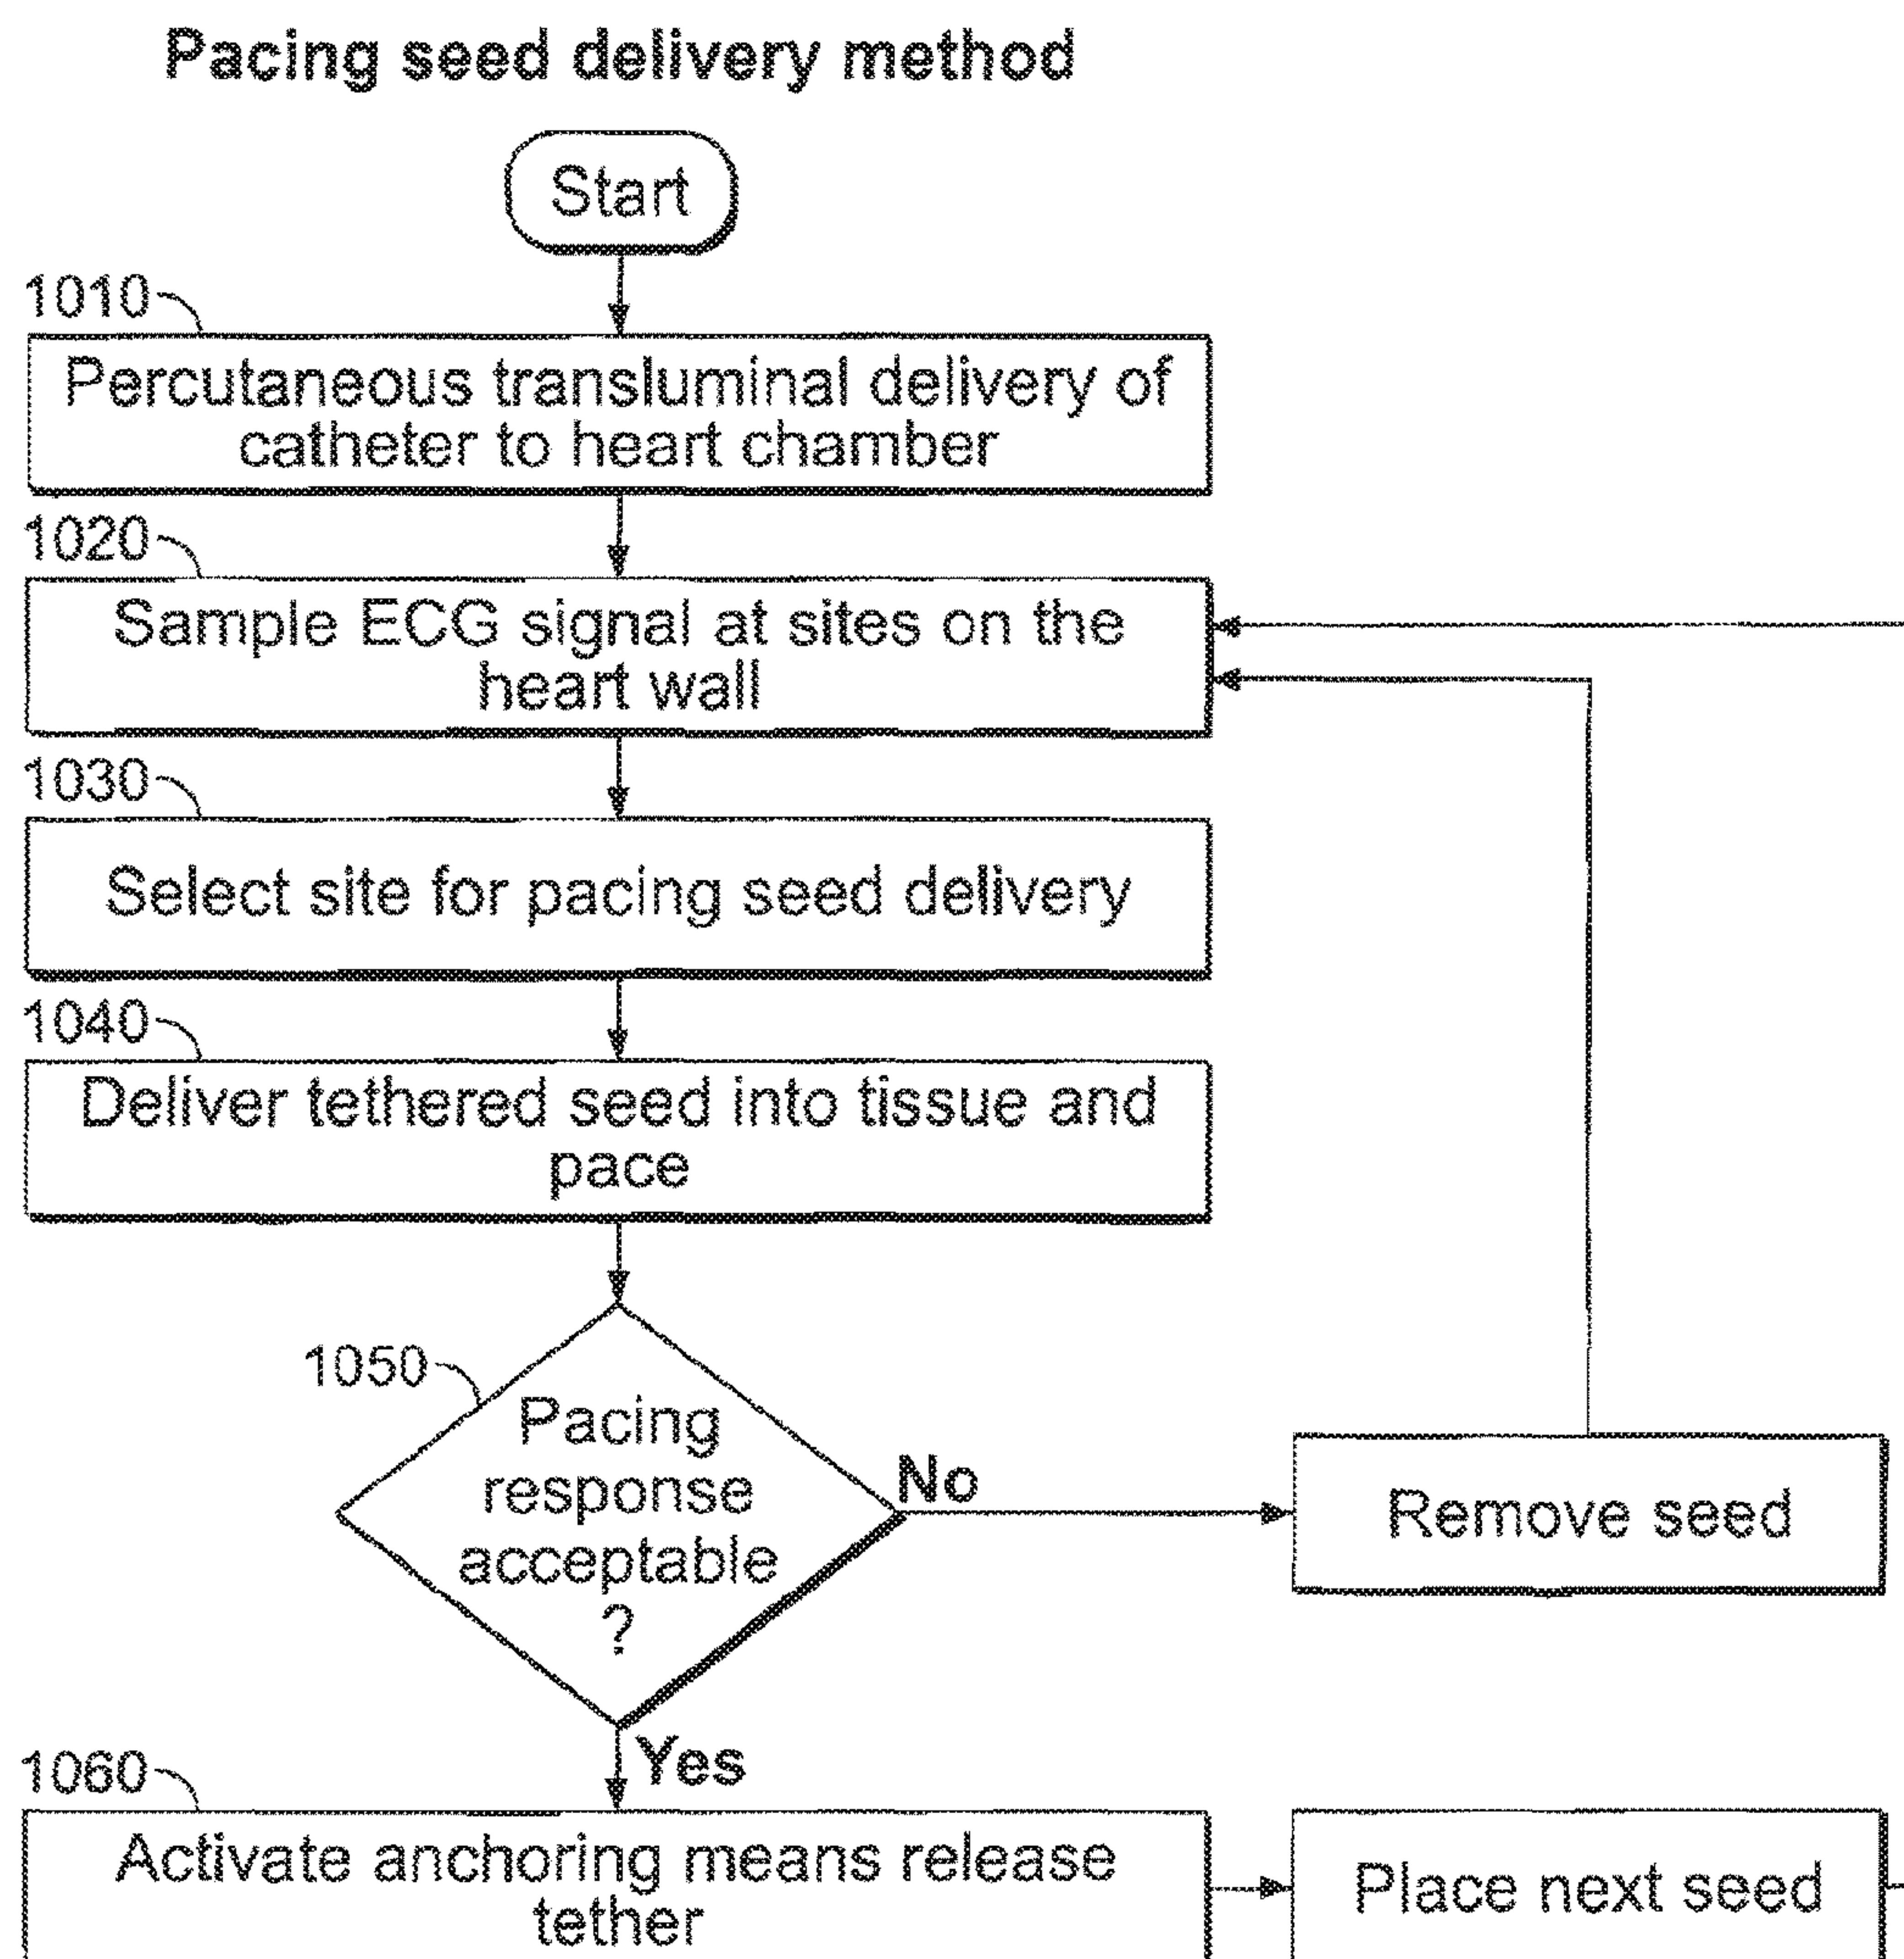 Pacing seed delivery method
Start
1010
Percutaneous transluminal delivery of
catheter to heart chamber
1020
Sample ECG signal at sites on the
heart wall
1030
Select site for pacing seed delivery
1040
Deliver tethered seed into tissue and
pace
1050
Pacing
response
acceptable
?
No
Remove seed
Yes
1060
Activate anchoring means release
tether
Place next seed